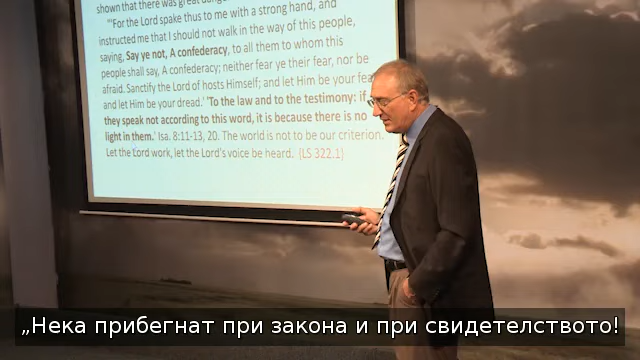 shown that there was great dang
"'For the Lord spake thus to me with a strong hand, and
instructed me that I should not walk in the way of this people,
saying, Say ye not, A confederacy, to all them to whom this
people shall say, A confederacy; neither fear ye their fear, nor be
afraid. Sanctify the Lord of hosts Himself; and let Him be your fear,
and let Him be your dread.' 'To the law and to the testimony: if
they speak not according to this word, it is because there is no
light in them.' Isa. 8:11-13, 20. The world is not to be our criterion.
Let the Lord work, let the Lord's voice be heard. {LS 322.1}
„Нека прибегнат при закона и при свидетелството!